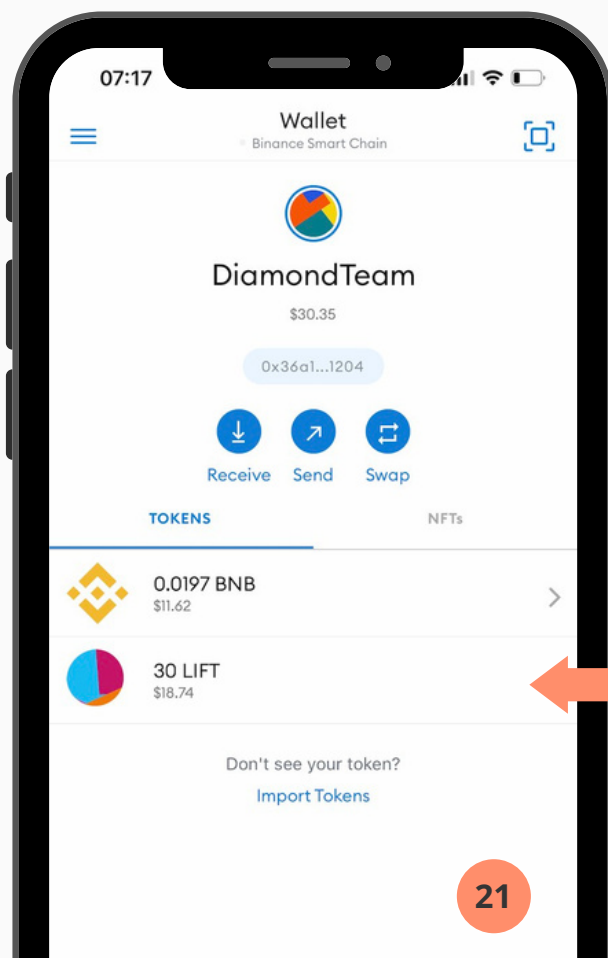 07:17
Wallet
Binance Smart Chain
DiamondTeam
$30.35
0x36a1...1204
Receive Send Swap
TOKENS NFTs
0.0197 BNB
$11.62
30 LIFT
$18.74
Don't see your token?
Import Tokens
21